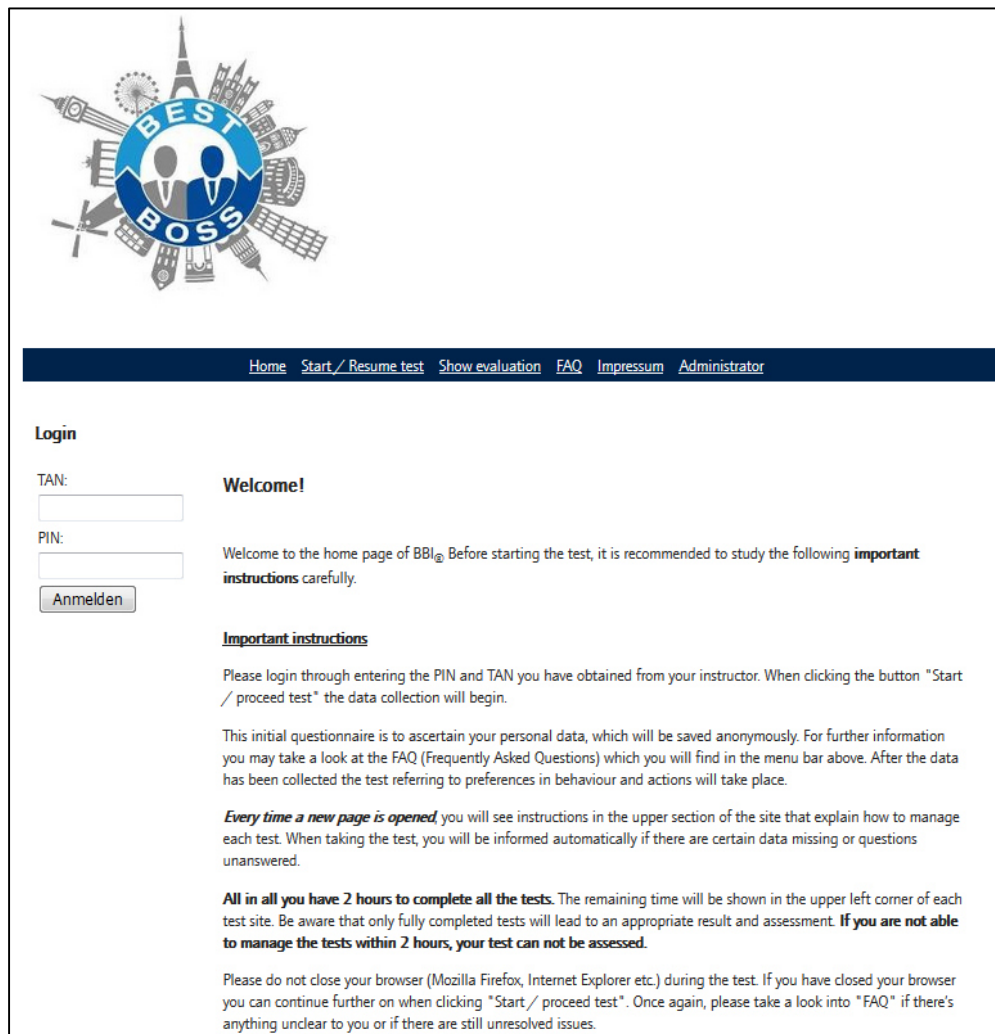 BEST
BOSS
Home Start / Resume test Show evaluation FAQ Impressum Administrator
Login
TAN:
PIN:
Anmelden
Welcome!
Welcome to the home page of BBI® Before starting the test, it is recommended to study the following important
instructions carefully.
Important instructions
Please login through entering the PIN and TAN you have obtained from your instructor. When clicking the button "Start
/ proceed test" the data collection will begin.
This initial questionnaire is to ascertain your personal data, which will be saved anonymously. For further information
you may take a look at the FAQ (Frequently Asked Questions) which you will find in the menu bar above. After the data
has been collected the test referring to preferences in behaviour and actions will take place.
Every time a new page is opened, you will see instructions in the upper section of the site that explain how to manage
each test. When taking the test, you will be informed automatically if there are certain data missing or questions
unanswered.
All in all you have 2 hours to complete all the tests. The remaining time will be shown in the upper left corner of each
test site. Be aware that only fully completed tests will lead to an appropriate result and assessment. If you are not able
to manage the tests within 2 hours, your test can not be assessed.
Please do not close your browser (Mozilla Firefox, Internet Explorer etc.) during the test. If you have closed your browser
you can continue further on when clicking "Start / proceed test". Once again, please take a look into "FAQ" if there's
anything unclear to you or if there are still unresolved issues.